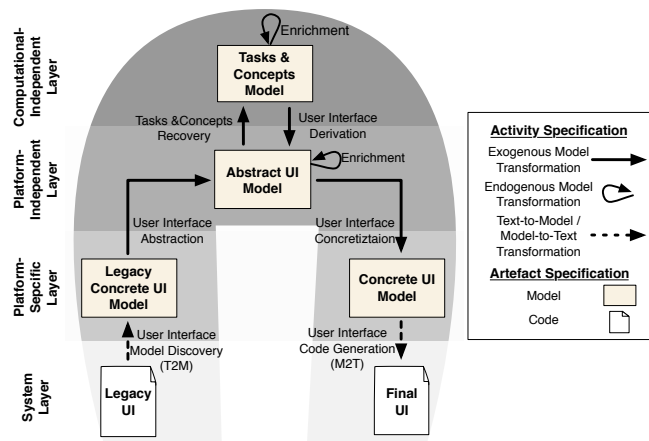 Computational-
Independent
Layer
Enrichment
Tasks &
Concepts
Model
Tasks &Concepts
Recovery
User Interface
Derivation
Platform-
Independent
Layer
Abstract UI
Model
Enrichment
User Interface
Abstraction
User Interface
Concretiztaion
Platform-
Sepcific
Layer
Legacy
Concrete UI
Model
Concrete UI
Model
User Interface
Model Discovery
(T2M)
User Interface
Code Generation
(M2T)
System
Layer
Legacy
UI
Final
UI
Activity Specification
Exogenous Model
Transformation
Endogenous Model
Transformation
Text-to-Model /
Model-to-Text
Transformation
Artefact Specification
Model
Code